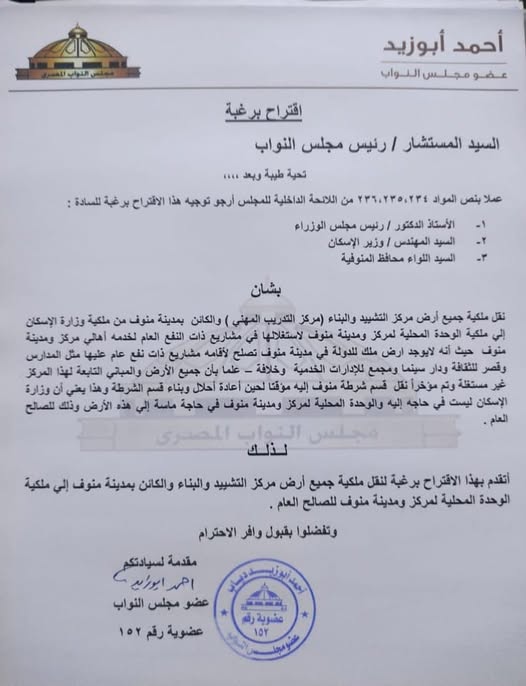 أحمد أبوزيد
عضو مجلس النواب
مجلس النواب المصرى
اقتراح برغبة
السيد المستشار / رئيس مجلس النواب
تحية طيبة وبعد ,,,,
عملا بنص المواد ٢٣٦،٢٣٥،٢٣٤ من اللائحة الداخلية للمجلس أرجو توجيه هذا الاقتراح برغبة للسادة :
١- الأستاذ الدكتور / رئيس مجلس الوزراء
٢- السيد المهندس / وزير الإسكان
٣- السيد اللواء محافظ المنوفية
بشان
نقل ملكية جميع أرض مركز التشييد والبناء (مركز التدريب المهني ) والكائن بمدينة منوف من ملكية وزارة الإسكان
إلي ملكية الوحدة المحلية لمركز ومدينة منوف لاستغلالها في مشاريع ذات النفع العام لخدمه أهالي مركز ومدينة
منوف حيث أنه لايوجد ارض ملك للدولة في مدينة منوف تصلح لأقامه مشاريع ذات نفع عام عليها مثل المدارس
وقصر للثقافة ودار سينما ومجمع للإدارات الخدمية وخلافة – علما بأن جميع الأرض والمباني التابعة لهذا المركز
غير مستغلة وتم مؤخراً نقل قسم شرطة منوف إليه مؤقتا لحين أعادة أحلال وبناء قسم الشرطة وهذا يعني أن وزارة
الإسكان ليست في حاجه إليه والوحدة المحلية لمركز ومدينة منوف في حاجة ماسة إلي هذه الأرض وذلك للصالح
العام .
مجلس النواب المصرى
لذلك
أتقدم بهذا الاقتراح برغبة لنقل ملكية جميع أرض مركز التشييد والبناء والكائن بمدينة منوف إلي ملكية
الوحدة المحلية لمركز ومدينة منوف للصالح العام .
وتفضلوا بقبول وافر الاحترام
مقدمة لسيادتكم
احمد ابوزيد
عضو مجلس النواب
عضوية رقم ١٥٢
أحمد أبوزيد دياب
عضوية رقم
١٥٢
عضو مجلس النواب